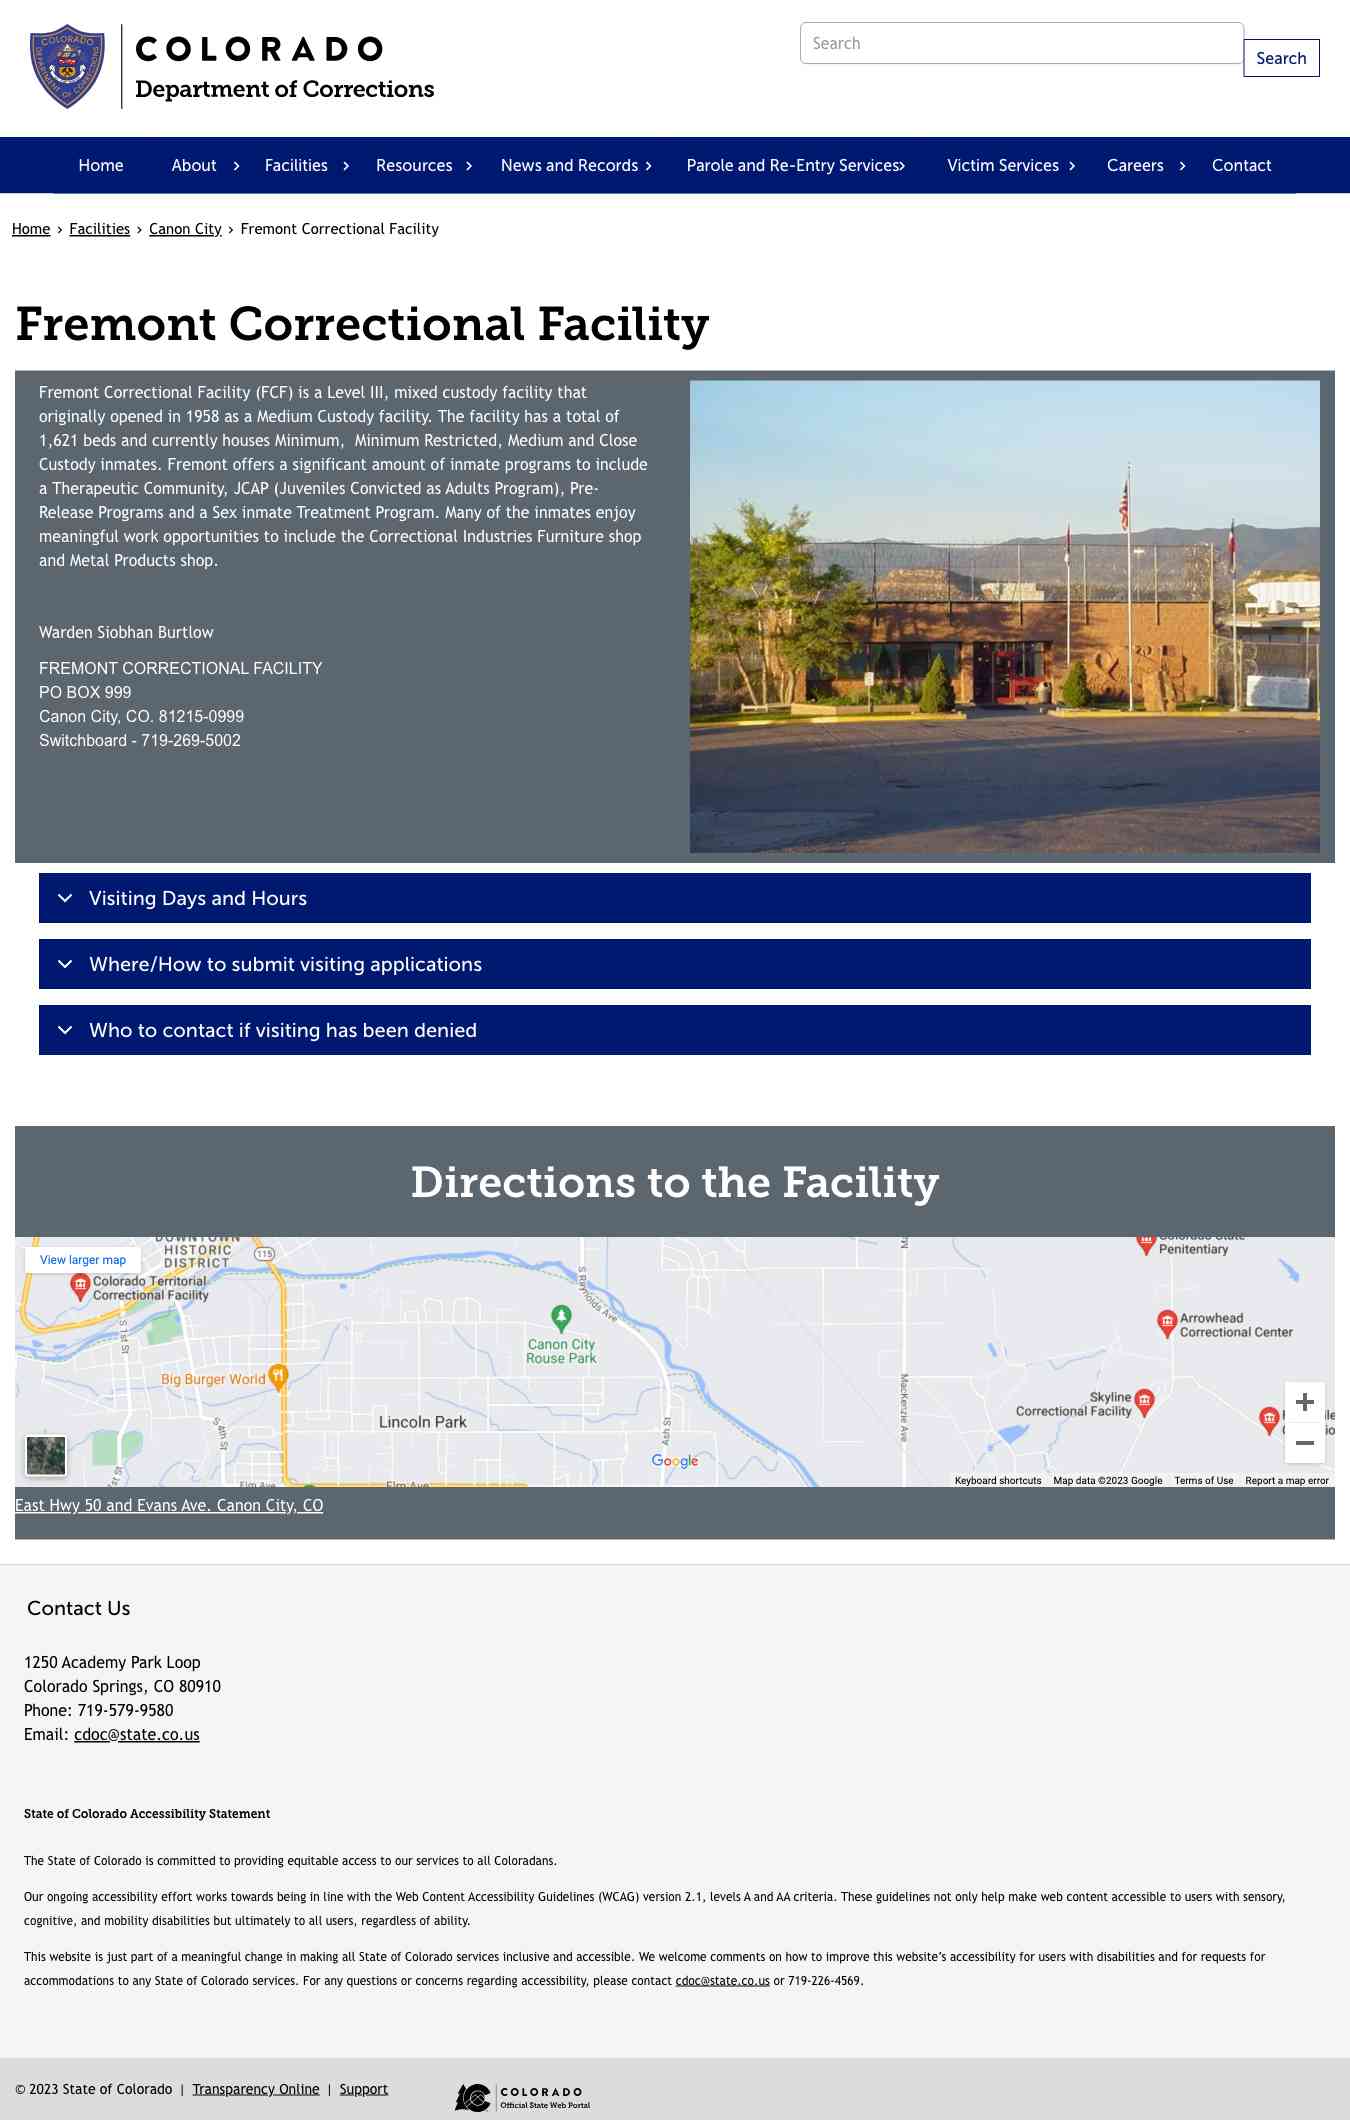 COLORADO
Department of Corrections
Search
Search
Home About Facilities Resources News and Records Parole and Re-Entry Services Victim Services Careers Contact
Home › Facilities › Canon City › Fremont Correctional Facility
Fremont Correctional Facility
Fremont Correctional Facility (FCF) is a Level III, mixed custody facility that
originally opened in 1958 as a Medium Custody facility. The facility has a total of
1,621 beds and currently houses Minimum,  Minimum Restricted, Medium and Close
Custody inmates. Fremont offers a significant amount of inmate programs to include
a Therapeutic Community, JCAP (Juveniles Convicted as Adults Program), Pre-
Release Programs and a Sex inmate Treatment Program. Many of the inmates enjoy
meaningful work opportunities to include the Correctional Industries Furniture shop
and Metal Products shop.
Warden Siobhan Burtlow
FREMONT CORRECTIONAL FACILITY
PO BOX 999
Canon City, CO. 81215-0999
Switchboard - 719-269-5002
Visiting Days and Hours
Where/How to submit visiting applications
Who to contact if visiting has been denied
Directions to the Facility
View larger map
DOWNTOWN
HISTORIC
DISTRICT
115
Colorado Territorial
Correctional Facility
S 1st St
Big Burger World
S 4th St
1st St
Elm Ave
Elm Ave
Lincoln Park
Canon City
Rouse Park
S Raynolds Ave
Ash St
MacKenzie Ave
Colorado State
Penitentiary
Arrowhead
Correctional Center
Skyline
Correctional Facility
Google
Keyboard shortcuts Map data ©2023 Google Terms of Use Report a map error
East Hwy 50 and Evans Ave. Canon City, CO
Contact Us
1250 Academy Park Loop
Colorado Springs, CO 80910
Phone: 719-579-9580
Email: cdoc@state.co.us
State of Colorado Accessibility Statement
The State of Colorado is committed to providing equitable access to our services to all Coloradans.
Our ongoing accessibility effort works towards being in line with the Web Content Accessibility Guidelines (WCAG) version 2.1, levels A and AA criteria. These guidelines not only help make web content accessible to users with sensory,
cognitive, and mobility disabilities but ultimately to all users, regardless of ability.
This website is just part of a meaningful change in making all State of Colorado services inclusive and accessible. We welcome comments on how to improve this website’s accessibility for users with disabilities and for requests for
accommodations to any State of Colorado services. For any questions or concerns regarding accessibility, please contact cdoc@state.co.us or 719-226-4569.
© 2023 State of Colorado | Transparency Online | Support
COLORADO
Official State Web Portal